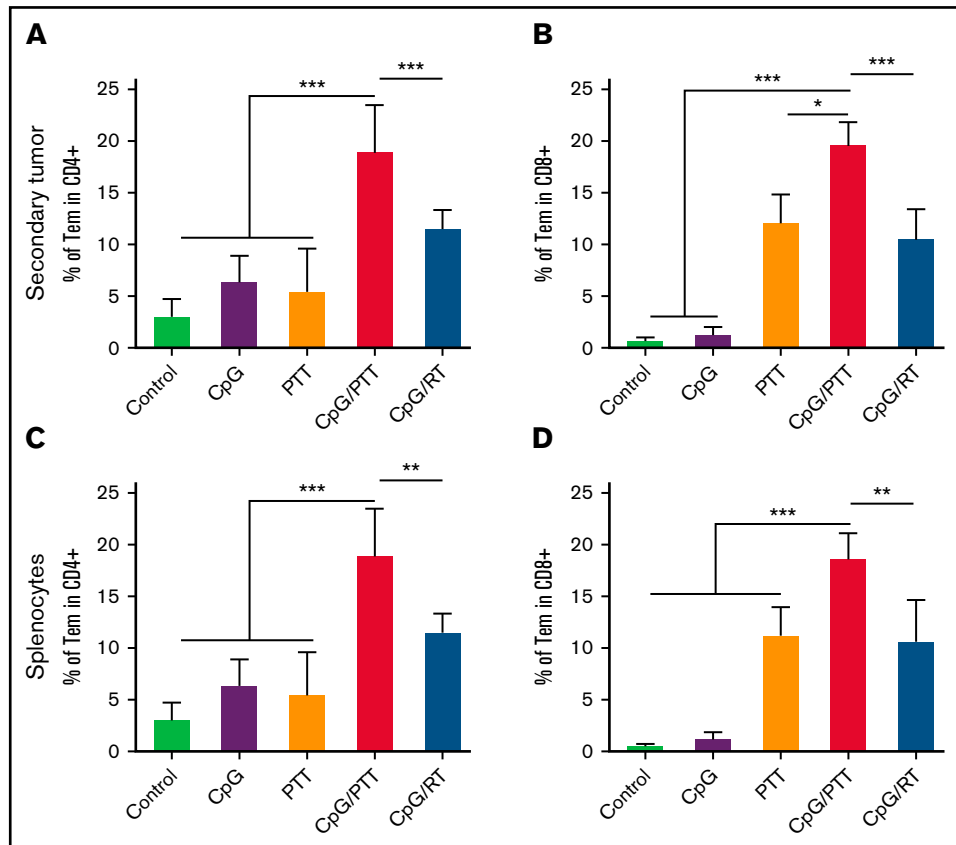 A
Secondary tumor
% of Tem in CD4+
25
20
15
10
5
0
***
***
Control
CpG
PTT
CpG/PTT
CpG/RT
B
% of Tem in CD8+
25
20
15
10
5
0
***
***
*
Control
CpG
PTT
CpG/PTT
CpG/RT
C
Splenocytes
% of Tem in CD4+
25
20
15
10
5
0
***
**
Control
CpG
PTT
CpG/PTT
CpG/RT
D
% of Tem in CD8+
25
20
15
10
5
0
***
**
Control
CpG
PTT
CpG/PTT
CpG/RT